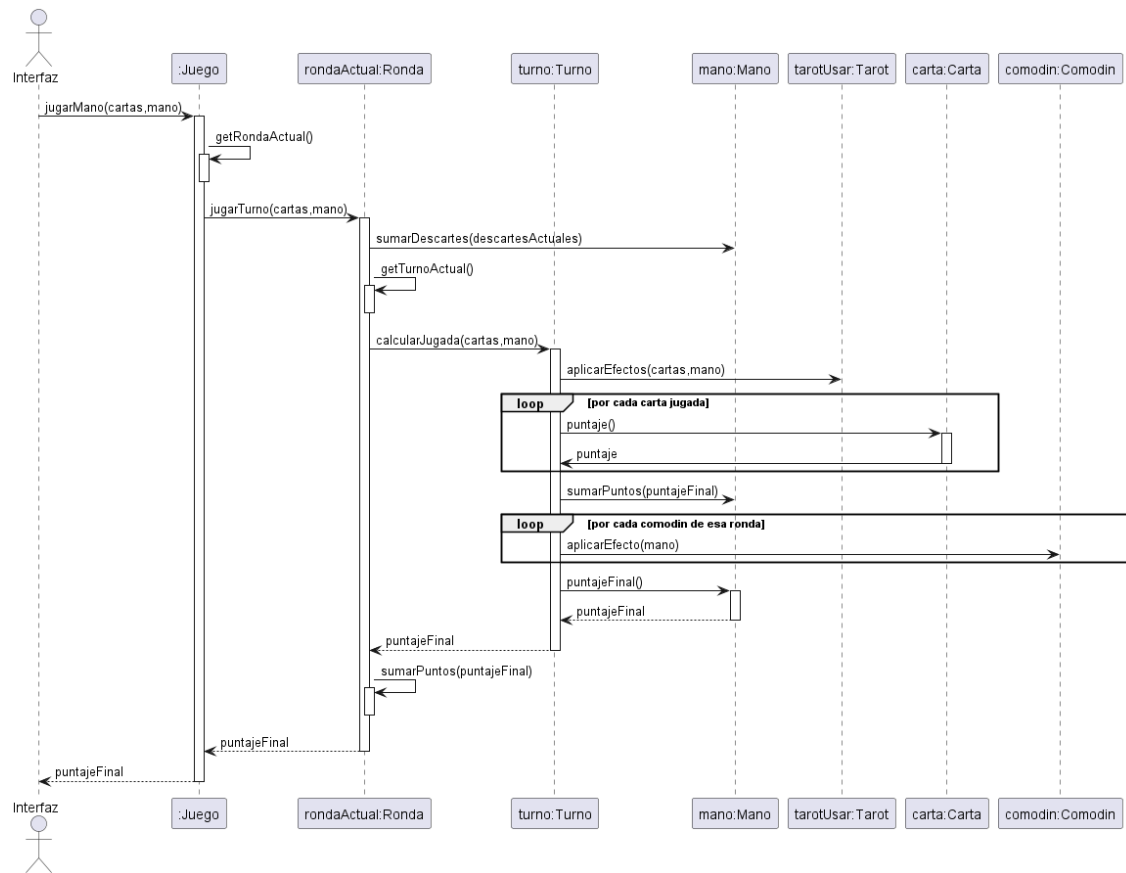 Interfaz
:Juego
rondaActual:Ronda
turno:Turno
mano:Mano
tarotUsar:Tarot
carta:Carta
comodin:Comodin
jugarMano(cartas,mano)
getRondaActual()
jugarTurno(cartas,mano)
sumarDescartes(descartesActuales)
getTurnoActual()
calcularJugada(cartas,mano)
aplicarEfectos(cartas,mano)
loop [por cada carta jugada]
puntaje()
puntaje
sumarPuntos(puntajeFinal)
loop [por cada comodin de esa ronda]
aplicarEfecto(mano)
puntajeFinal()
puntajeFinal
puntajeFinal
sumarPuntos(puntajeFinal)
puntajeFinal
puntajeFinal
Interfaz
:Juego
rondaActual:Ronda
turno:Turno
mano:Mano
tarotUsar:Tarot
carta:Carta
comodin:Comodin